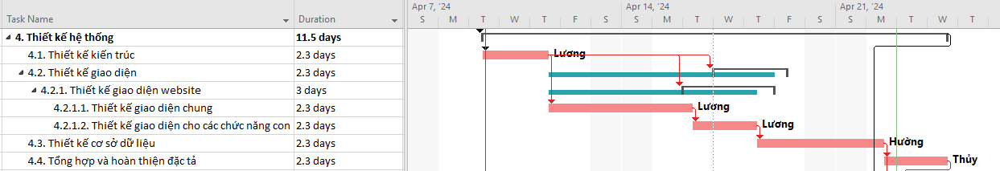 Apr 7, '24 Apr 14, '24 Apr 21, '24
Task Name Duration S M T W T F S S M T W T F S S M T W T
4. Thiết kế hệ thống 11.5 days
4.1. Thiết kế kiến trúc 2.3 days Lương
4.2. Thiết kế giao diện 2.3 days
4.2.1. Thiết kế giao diện website 3 days
4.2.1.1. Thiết kế giao diện chung 2.3 days Lương
4.2.1.2. Thiết kế giao diện cho các chức năng con 2.3 days Lương
4.3. Thiết kế cơ sở dữ liệu 2.3 days Hường
4.4. Tổng hợp và hoàn thiện đặc tả 2.3 days Thủy